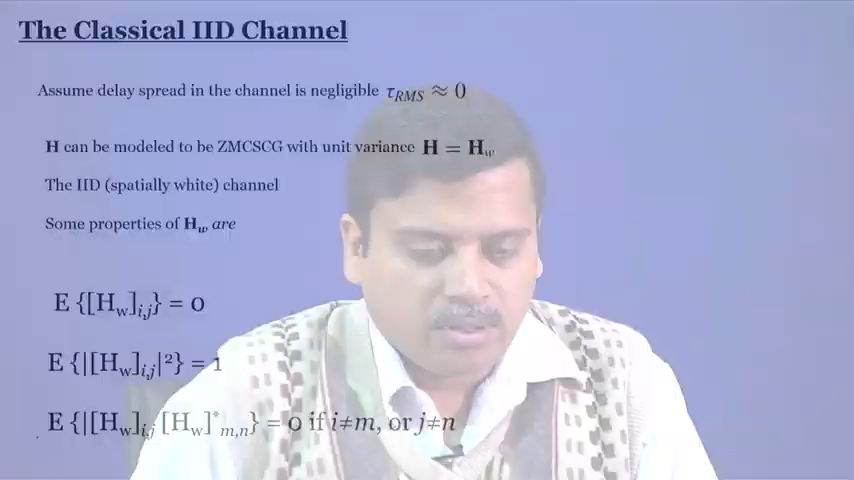 The Classical IID Channel
Assume delay spread in the channel is negligible τ_RMS ≈ 0
H can be modeled to be ZMCSCG with unit variance H = H_w
The IID (spatially white) channel
Some properties of H_w are
E {[H_w]_i,j} = 0
E {|[H_w]_i,j|²} = 1
E {|[H_w]_i,j [H_w]*_m,n} = 0 if i≠m, or j≠n